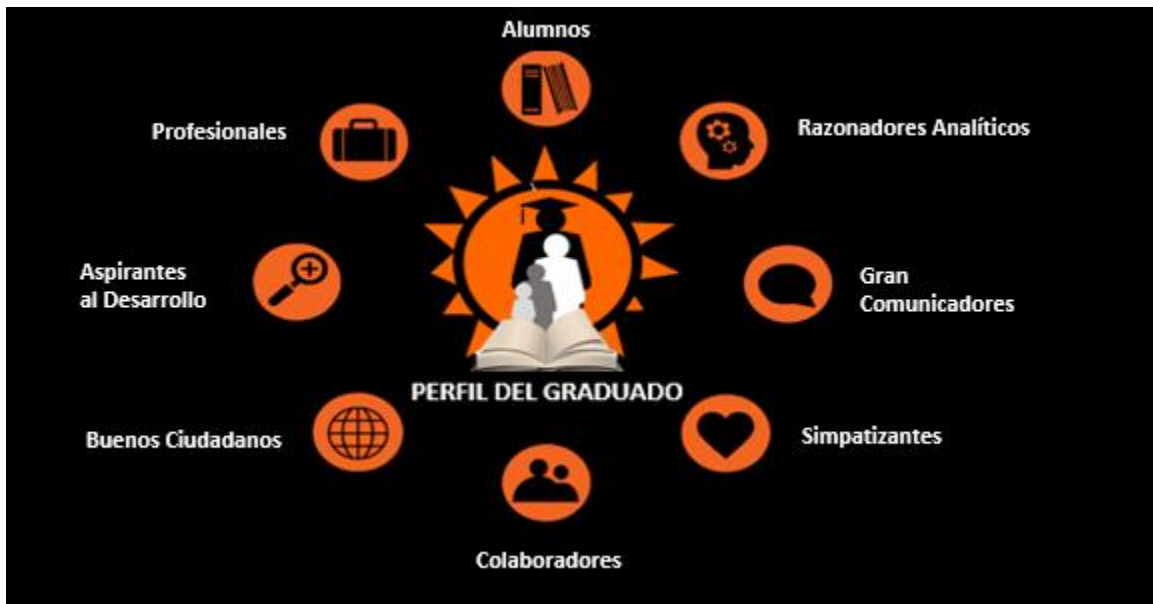 Alumnos
Profesionales
Razonadores Analíticos
Aspirantes
al Desarrollo
Gran
Comunicadores
PERFIL DEL GRADUADO
Buenos Ciudadanos
Simpatizantes
Colaboradores